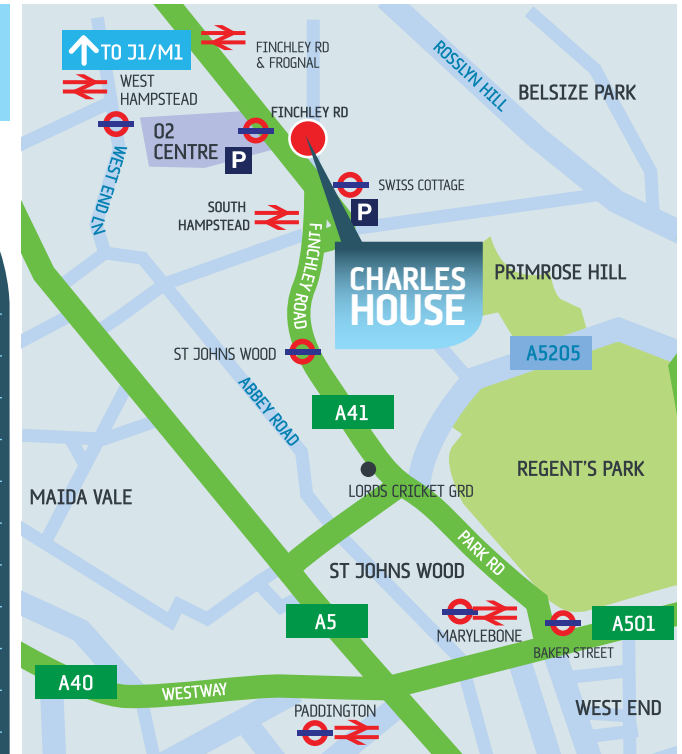 TO J1/M1
FINCHLEY RD
& FROGNAL
ROSSLYN HILL
BELSIZE PARK
WEST
HAMPSTEAD
FINCHLEY RD
O2
CENTRE
P
WEST END LN
SWISS COTTAGE
P
SOUTH
HAMPSTEAD
FINCHLEY ROAD
CHARLES
HOUSE
PRIMROSE HILL
ST JOHNS WOOD
A5205
ABBEY ROAD
A41
REGENT'S PARK
LORDS CRICKET GRD
MAIDA VALE
PARK RD
ST JOHNS WOOD
A5
MARYLEBONE
A501
BAKER STREET
A40
WESTWAY
PADDINGTON
WEST END